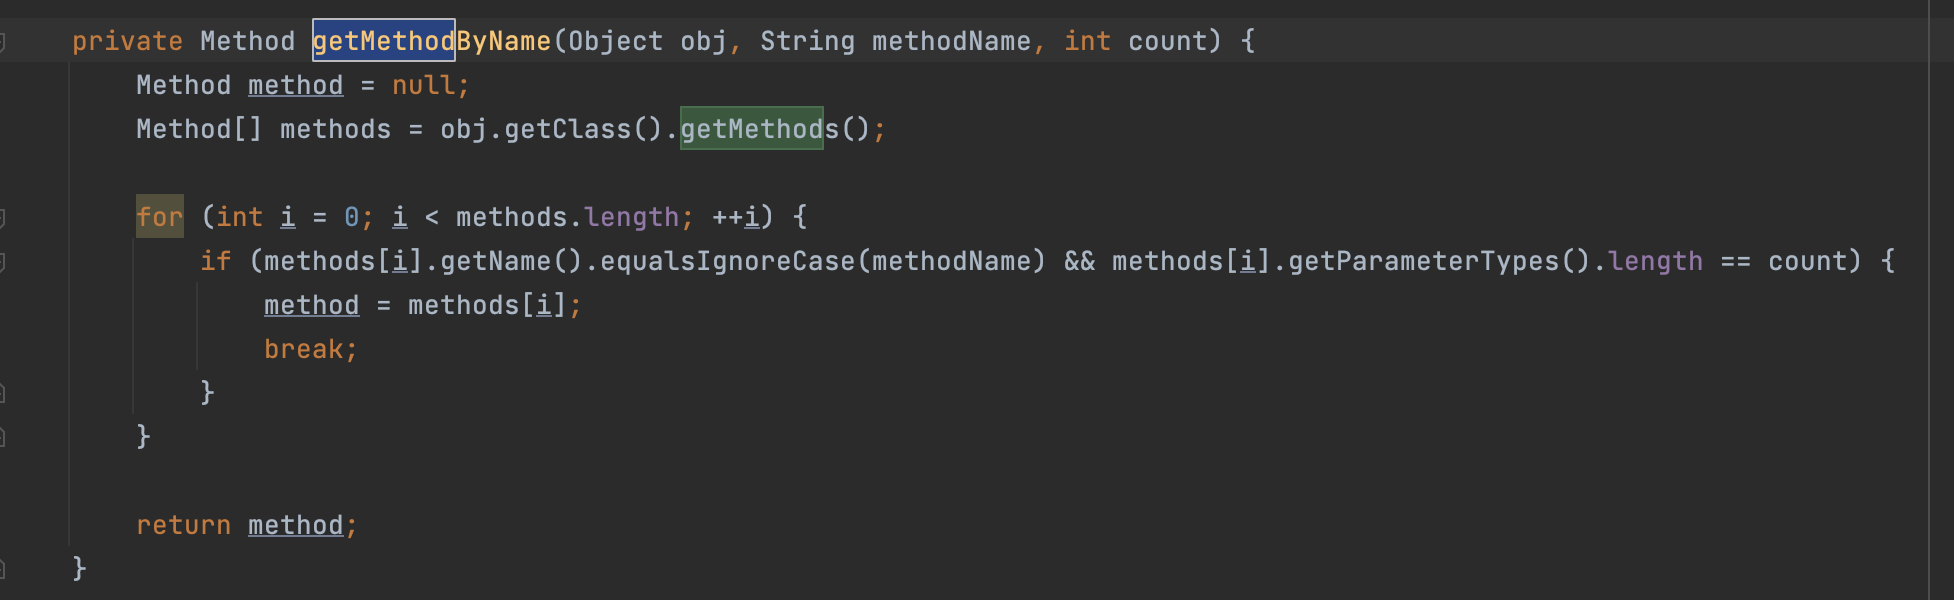 private Method getMethodByName(Object obj, String methodName, int count) {
Method method = null;
Method[] methods = obj.getClass().getMethods();
for (int i = 0; i < methods.length; ++i) {
if (methods[i].getName().equalsIgnoreCase(methodName) && methods[i].getParameterTypes().length == count) {
method = methods[i];
break;
}
}
return method;
}